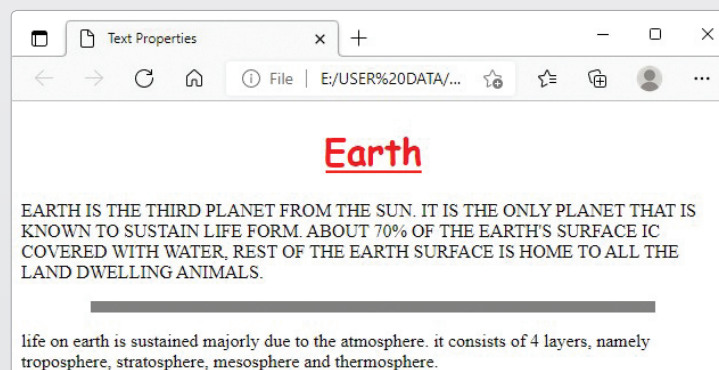 Text Properties
File | E:/USER%20DATA/...
Earth
EARTH IS THE THIRD PLANET FROM THE SUN. IT IS THE ONLY PLANET THAT IS
KNOWN TO SUSTAIN LIFE FORM. ABOUT 70% OF THE EARTH'S SURFACE IC
COVERED WITH WATER, REST OF THE EARTH SURFACE IS HOME TO ALL THE
LAND DWELLING ANIMALS.
life on earth is sustained majorly due to the atmosphere. it consists of 4 layers, namely
troposphere, stratosphere, mesosphere and thermosphere.